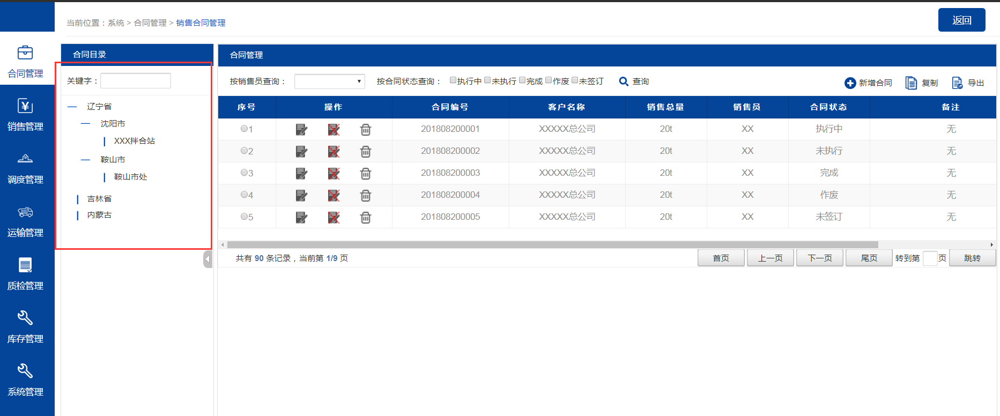 当前位置：系统 > 合同管理 > 销售合同管理
返回
合同管理
销售管理
调度管理
运输管理
质检管理
库存管理
系统管理
合同目录
关键字：
辽宁省
沈阳市
XXX拌合站
鞍山市
鞍山市处
吉林省
内蒙古
合同管理
按销售员查询： 按合同状态查询： 执行中 未执行 完成 作废 未签订 查询 新增合同 复制 导出
序号 操作 合同编号 客户名称 销售总量 销售员 合同状态 备注
1 201808200001 XXXXX总公司 20t XX 执行中 无
2 201808200002 XXXXX总公司 20t XX 未执行 无
3 201808200003 XXXXX总公司 20t XX 完成 无
4 201808200004 XXXXX总公司 20t XX 作废 无
5 201808200005 XXXXX总公司 20t XX 未签订 无
共有 90 条记录，当前第 1/9 页 首页 上一页 下一页 尾页 转到第 页 跳转